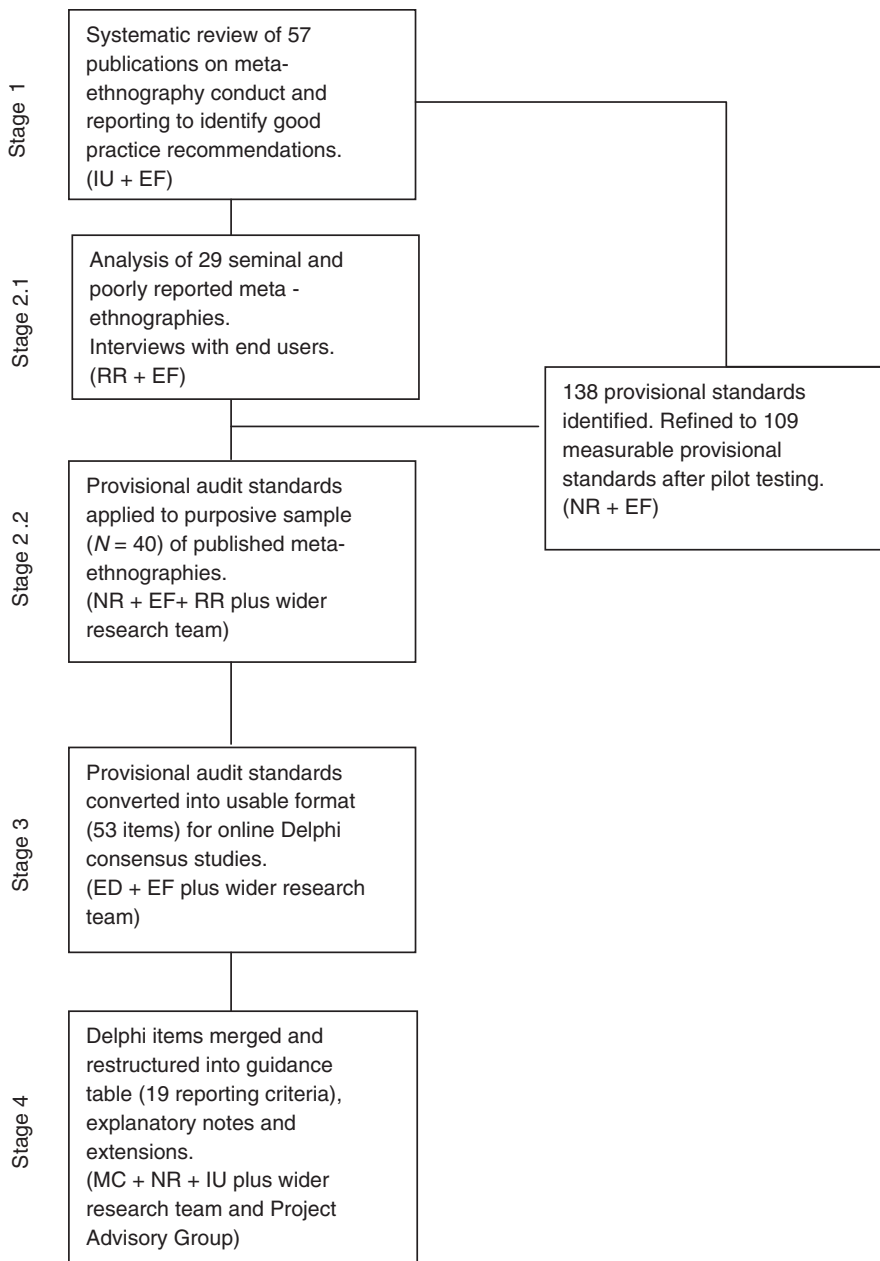 Stage 1
Systematic review of 57
publications on meta-
ethnography conduct and
reporting to identify good
practice recommendations.
(IU + EF)
Stage 2.1
Analysis of 29 seminal and
poorly reported meta -
ethnographies.
Interviews with end users.
(RR + EF)
138 provisional standards
identified. Refined to 109
measurable provisional
standards after pilot testing.
(NR + EF)
Stage 2.2
Provisional audit standards
applied to purposive sample
(N = 40) of published meta-
ethnographies.
(NR + EF+ RR plus wider
research team)
Stage 3
Provisional audit standards
converted into usable format
(53 items) for online Delphi
consensus studies.
(ED + EF plus wider research
team)
Stage 4
Delphi items merged and
restructured into guidance
table (19 reporting criteria),
explanatory notes and
extensions.
(MC + NR + IU plus wider
research team and Project
Advisory Group)